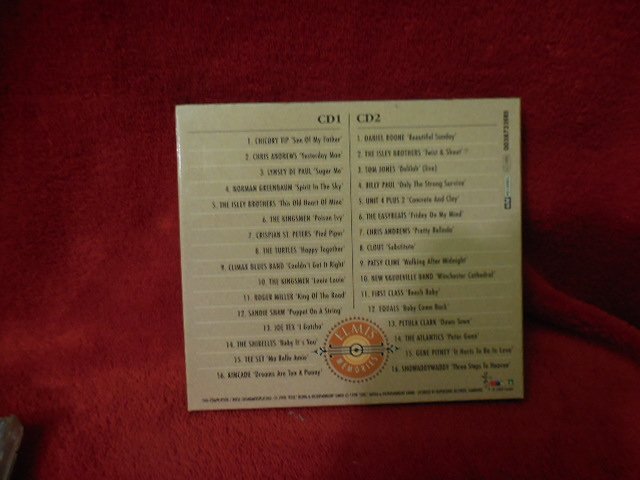 CD1
1. CHICORY TIP 'Son Of My Father'
2. CHRIS ANDREWS 'Yesterday Man'
3. LYNSEY DE PAUL 'Sugar Me'
4. NORMAN GREENBAUM 'Spirit In The Sky'
5. THE ISLEY BROTHERS 'This Old Heart Of Mine'
6. THE KINGSMEN 'Poison Ivy'
7. CRISPIAN ST. PETERS 'Pied Piper'
8. THE TURTLES 'Happy Together'
9. CLIMAX BLUES BAND 'Couldn't Get It Right'
10. THE KINGSMEN 'Louie Louie'
11. ROGER MILLER 'King Of The Road'
12. SANDIE SHAW 'Puppet On A String'
13. JOE TEX 'I Gotcha'
14. THE SHIRELLES 'Baby It's You'
15. TEE SET 'Ma Belle Amie'
16. KINCADE 'Dreams Are Ten A Penny'
CD2
1. DANIEL BOONE 'Beautiful Sunday'
2. THE ISLEY BROTHERS 'Twist & Shout'
3. TOM JONES 'Delilah' (live)
4. BILLY PAUL 'Only The Strong Survive'
5. UNIT 4 PLUS 2 'Concrete And Clay'
6. THE EASYBEATS 'Friday On My Mind'
7. CHRIS ANDREWS 'Pretty Belinda'
8. CLOUT 'Substitute'
9. PATSY CLINE 'Walking After Midnight'
10. NEW VAUDEVILLE BAND 'Winchester Cathedral'
11. FIRST CLASS 'Beach Baby'
12. EQUALS 'Baby Come Back'
13. PETULA CLARK 'Down Town'
14. THE ATLANTICS 'Peter Gunn'
15. GENE PITNEY 'It Hurts To Be In Love'
16. SHOWADDYWADDY 'Three Steps To Heaven'
MEMORIES